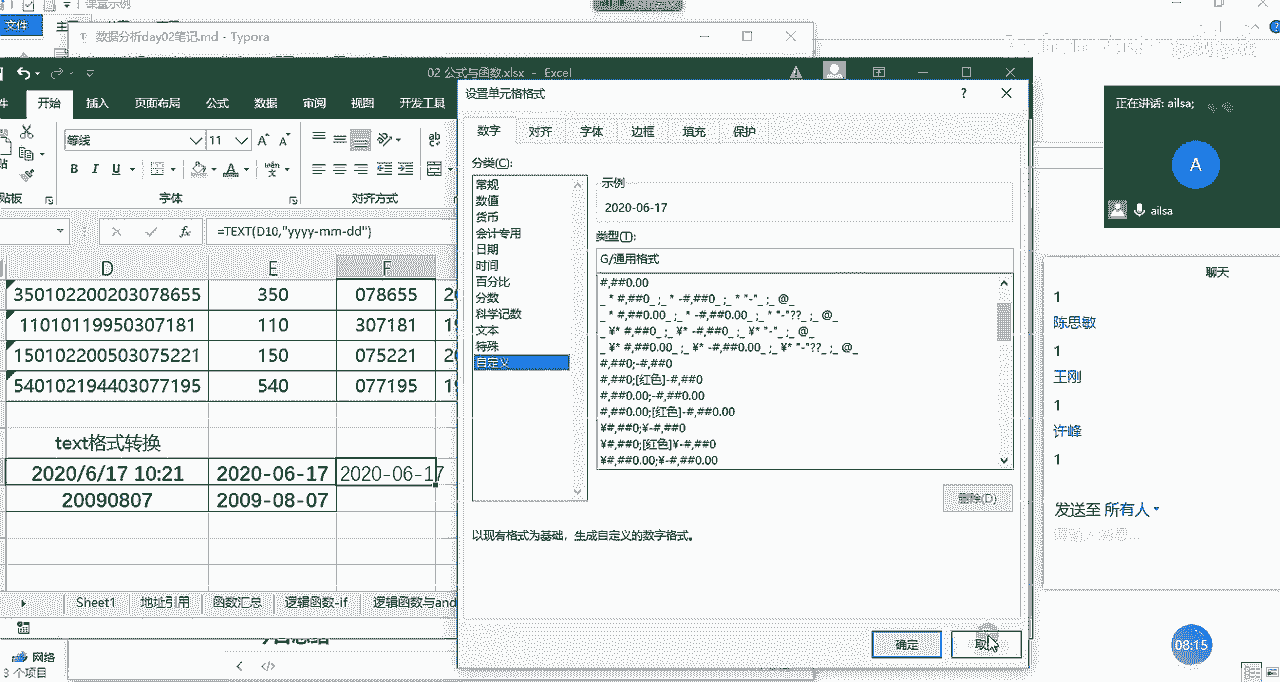 课堂示例
文件
数据分析day02笔记.md - Typora
02 公式与函数.xlsx - Excel
开始 插入 页面布局 公式 数据 审阅 视图 开发工具
等线 11
B I U
字体 对齐方式
=TEXT(D10,"yyyy-mm-dd")
D E F
350102200203078655 350 078655
11010119950307181 110 307181
150102200503075221 150 075221
540102194403077195 540 077195
text格式转换
2020/6/17 10:21 2020-06-17 2020-06-17
20090807 2009-08-07
Sheet1 地址引用 函数汇总 逻辑函数-if 逻辑函数与and
网络
3 个项目
设置单元格格式
数字 对齐 字体 边框 填充 保护
分类(C):
常规
数值
货币
会计专用
日期
时间
百分比
分数
科学记数
文本
特殊
自定义
示例
2020-06-17
类型(T):
G/通用格式
#,##0.00
_ * #,##0_ ;_ * -#,##0_ ;_ * "-"_ ;_ @_
_ * #,##0.00_ ;_ * -#,##0.00_ ;_ * "-"??_ ;_ @_
_ ¥* #,##0_ ;_ ¥* -#,##0_ ;_ ¥* "-"_ ;_ @_
_ ¥* #,##0.00_ ;_ ¥* -#,##0.00_ ;_ ¥* "-"??_ ;_ @_
#,##0;-#,##0
#,##0;[红色]-#,##0
#,##0.00;-#,##0.00
#,##0.00;[红色]-#,##0.00
¥#,##0;¥-#,##0
¥#,##0;[红色]¥-#,##0
¥#,##0.00;¥-#,##0.00
删除(D)
以现有格式为基础，生成自定义的数字格式。
确定 取消
正在讲话: ailsa;
A
ailsa
聊天
1
陈思敏
1
王刚
1
许峰
1
发送至 所有人
08:15